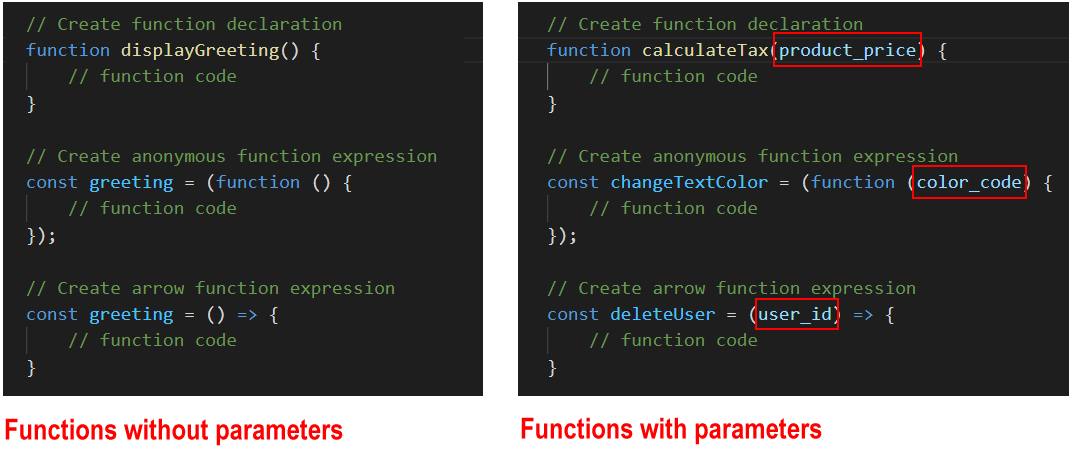 // Create function declaration
function displayGreeting() {
// function code
}
// Create anonymous function expression
const greeting = (function () {
// function code
});
// Create arrow function expression
const greeting = () => {
// function code
}
Functions without parameters
// Create function declaration
function calculateTax(product_price) {
// function code
}
// Create anonymous function expression
const changeTextColor = (function (color_code) {
// function code
});
// Create arrow function expression
const deleteUser = (user_id) => {
// function code
}
Functions with parameters